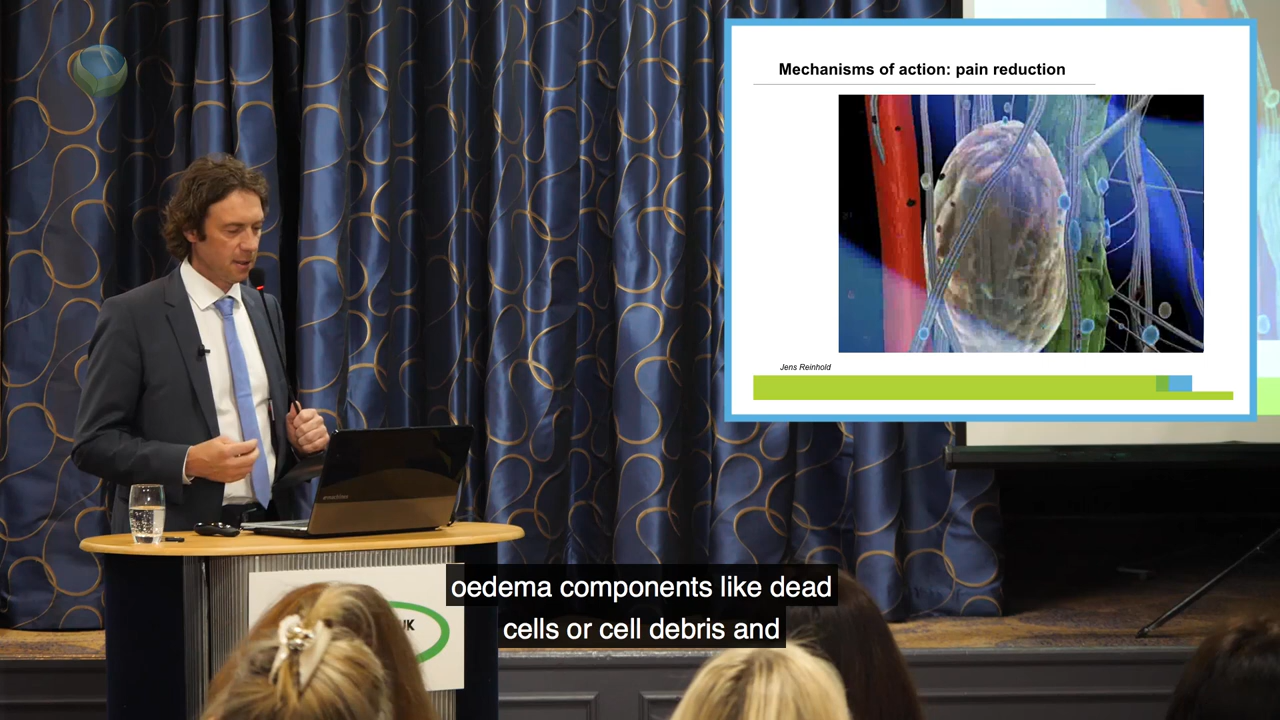 Mechanisms of action: pain reduction
Jens Reinhold
oedema components like dead
cells or cell debris and